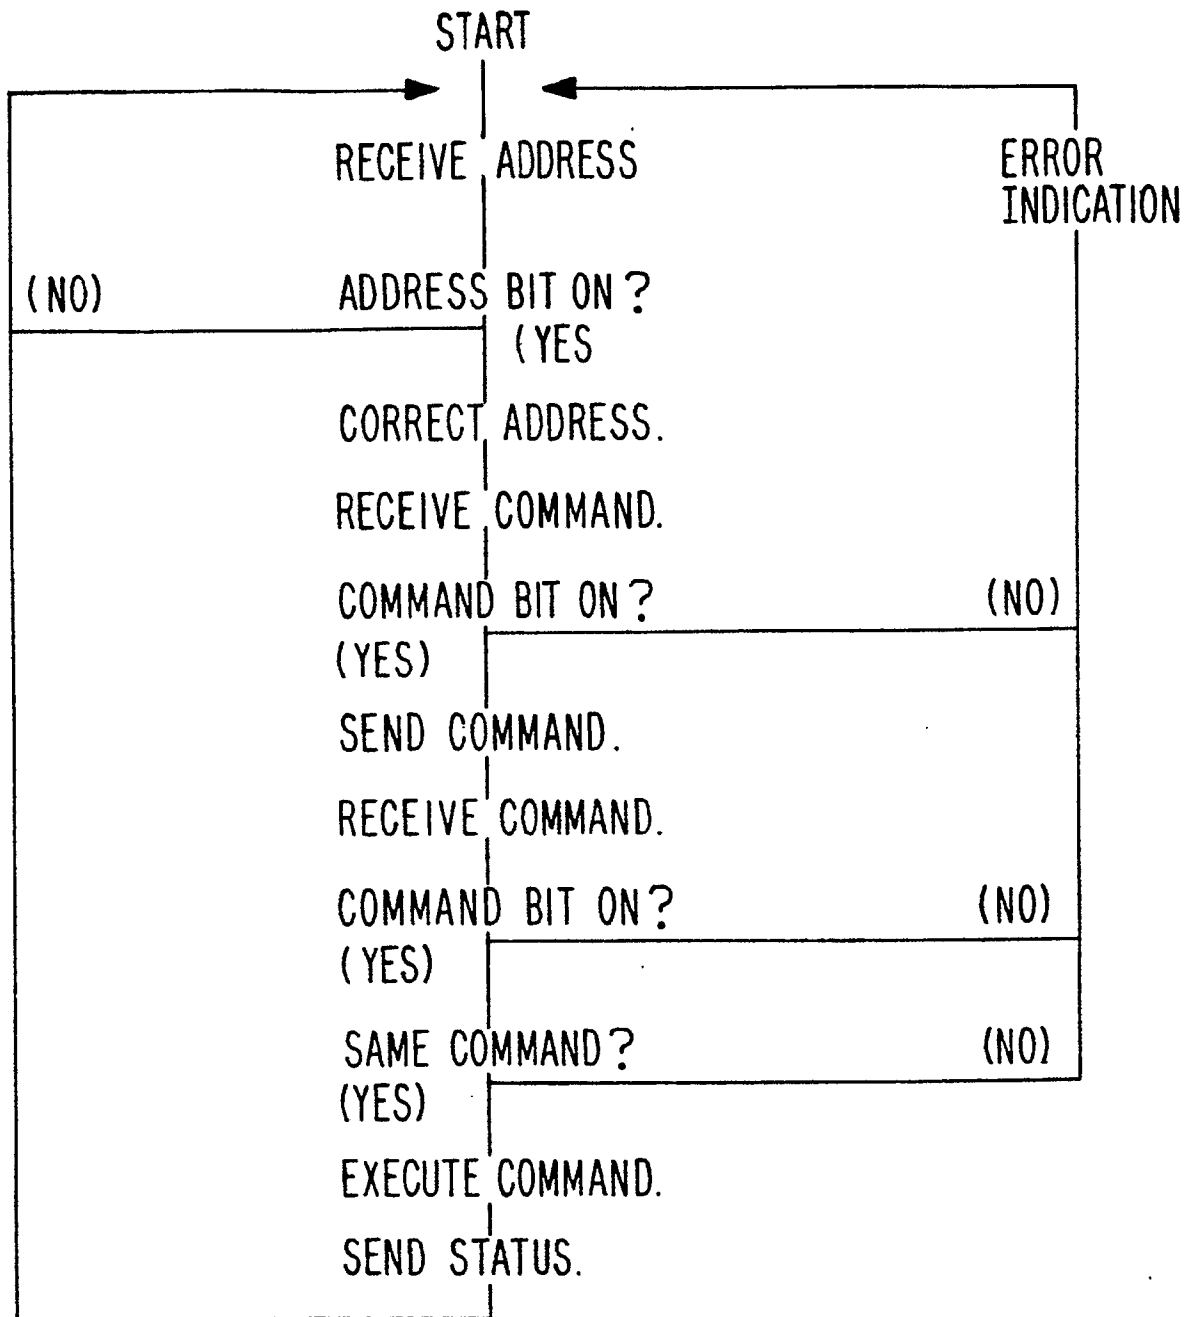 START
RECEIVE ADDRESS
ERROR
INDICATION
(NO)
ADDRESS BIT ON?
(YES
CORRECT ADDRESS.
RECEIVE COMMAND.
COMMAND BIT ON?
(NO)
(YES)
SEND COMMAND.
RECEIVE COMMAND.
COMMAND BIT ON?
(NO)
(YES)
SAME COMMAND?
(NO)
(YES)
EXECUTE COMMAND.
SEND STATUS.